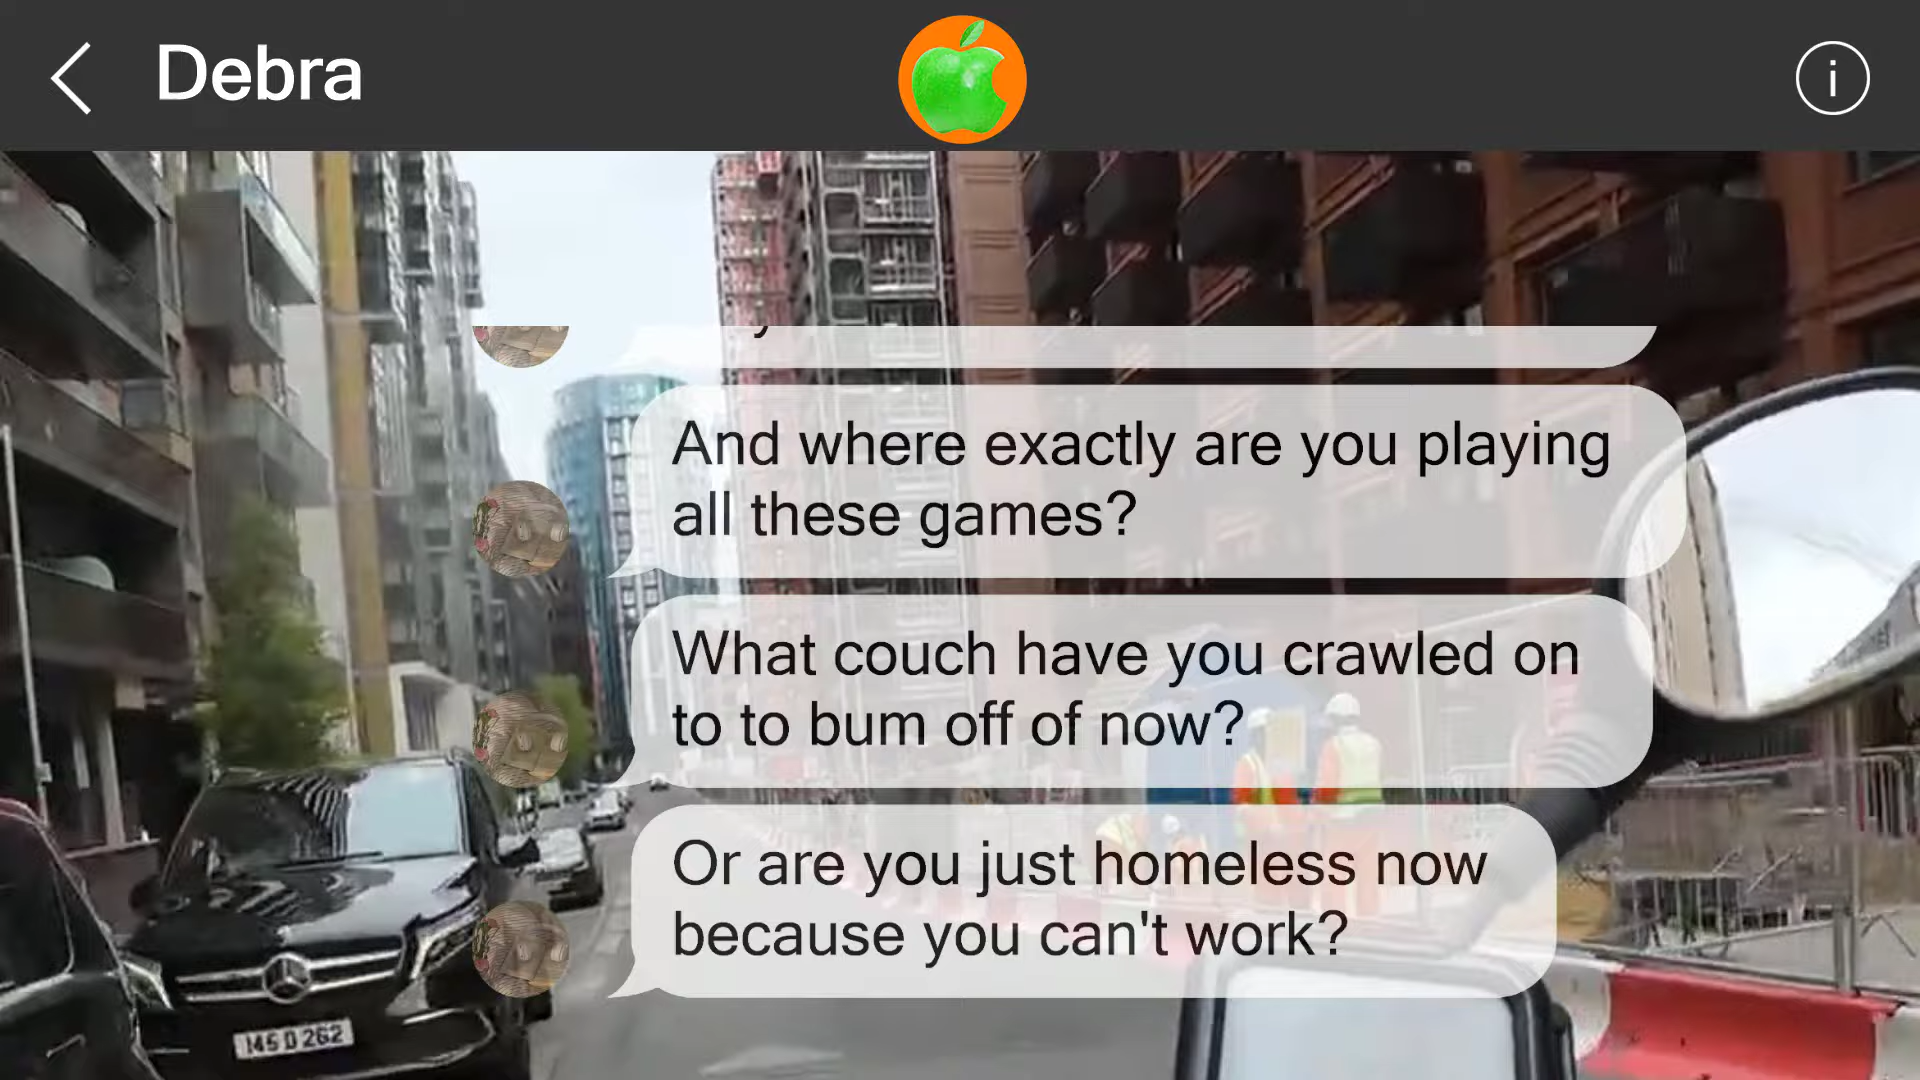 Debra
And where exactly are you playing
all these games?
What couch have you crawled on
to to bum off of now?
Or are you just homeless now
because you can't work?